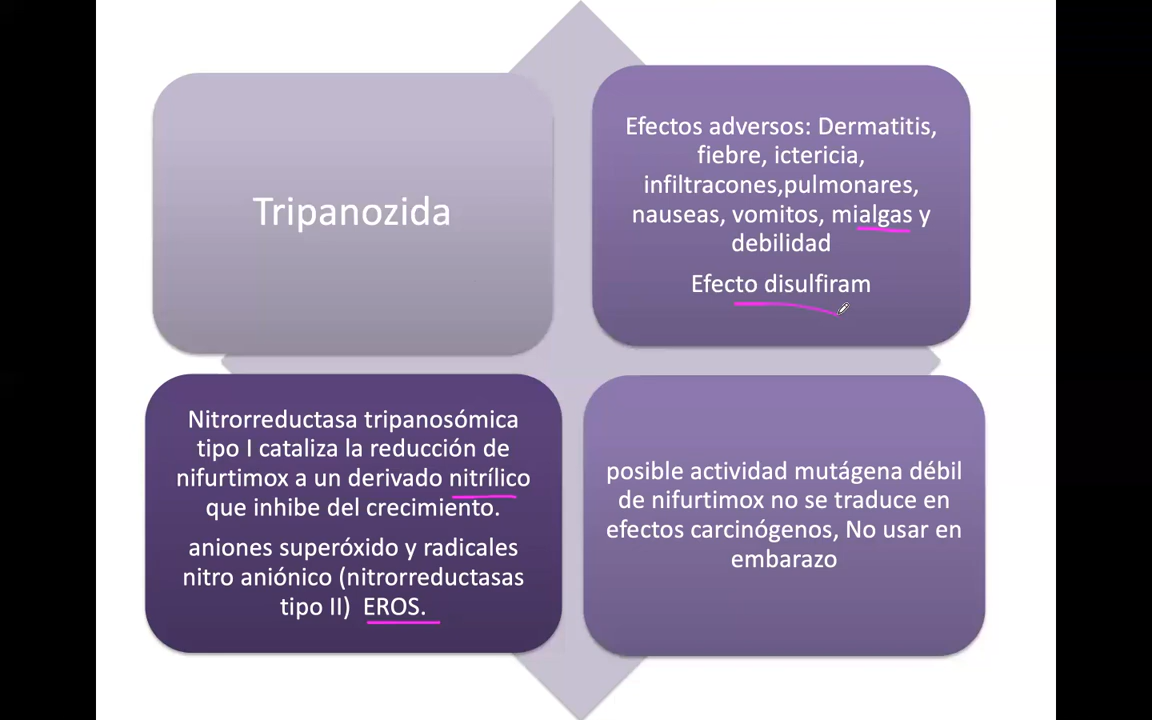 Tripanozida
Efectos adversos: Dermatitis,
fiebre, ictericia,
infiltracones,pulmonares,
nauseas, vomitos, mialgas y
debilidad
Efecto disulfiram
Nitrorreductasa tripanosómica
tipo I cataliza la reducción de
nifurtimox a un derivado nitrílico
que inhibe del crecimiento.
aniones superóxido y radicales
nitro aniónico (nitrorreductasas
tipo II)  EROS.
posible actividad mutágena débil
de nifurtimox no se traduce en
efectos carcinógenos, No usar en
embarazo